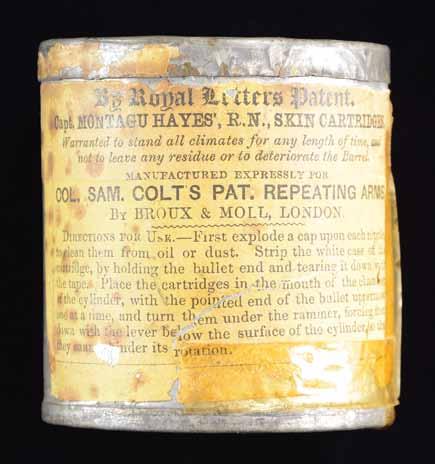 By Royal Letters Patent.
Capt. MONTAGU HAYES', R.N., SKIN CARTRIDGES
Warranted to stand all climates for any length of time, and
not to leave any residue or to deteriorate the Barrel.
MANUFACTURED EXPRESSLY FOR
COL. SAM. COLT'S PAT. REPEATING ARMS
BY BROUX & MOLL, LONDON.
DIRECTIONS FOR USE.—First explode a cap upon each nipple
to clean them from oil or dust. Strip the white case of
cartridge, by holding the bullet end and tearing it down
the tape. Place the cartridges in the mouth of the cham
of the cylinder, with the pointed end of the bullet uppermost
one at a time, and turn them under the rammer, forcing
down with the lever below the surface of the cylinder,
they under its rotation.